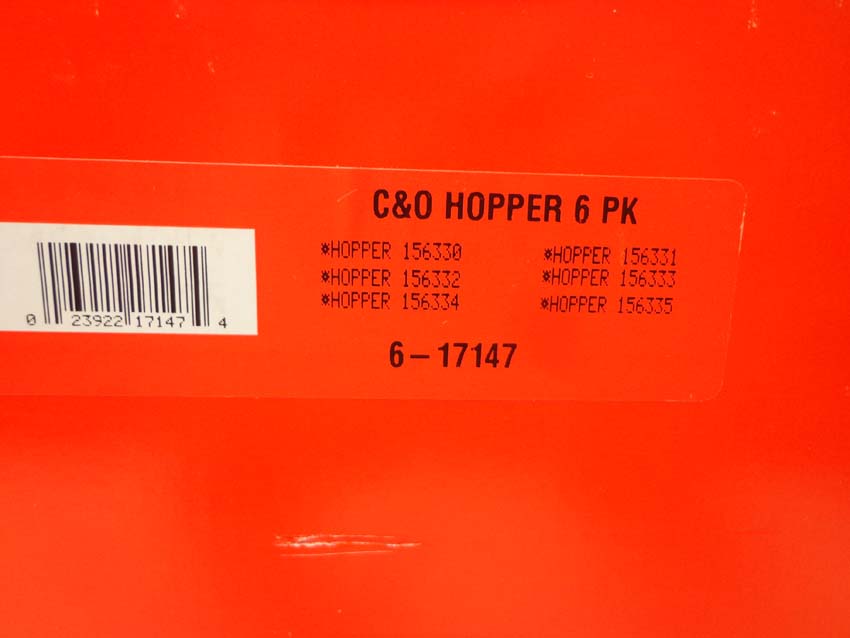 C&O HOPPER 6 PK
*HOPPER 156330 *HOPPER 156331
*HOPPER 156332 *HOPPER 156333
*HOPPER 156334 *HOPPER 156335
6-17147
0 23922 17147 4